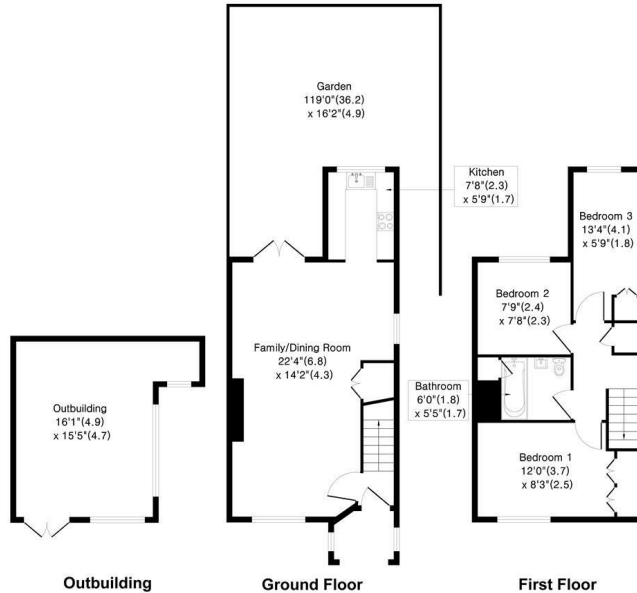 Garden
119'0"(36.2)
x 16'2"(4.9)
Kitchen
7'8"(2.3)
x 5'9"(1.7)
Bedroom 3
13'4"(4.1)
x 5'9"(1.8)
Bedroom 2
7'9"(2.4)
x 7'8"(2.3)
Family/Dining Room
22'4"(6.8)
x 14'2"(4.3)
Bathroom
6'0"(1.8)
x 5'5"(1.7)
Outbuilding
16'1"(4.9)
x 15'5"(4.7)
Bedroom 1
12'0"(3.7)
x 8'3"(2.5)
Outbuilding
Ground Floor
First Floor